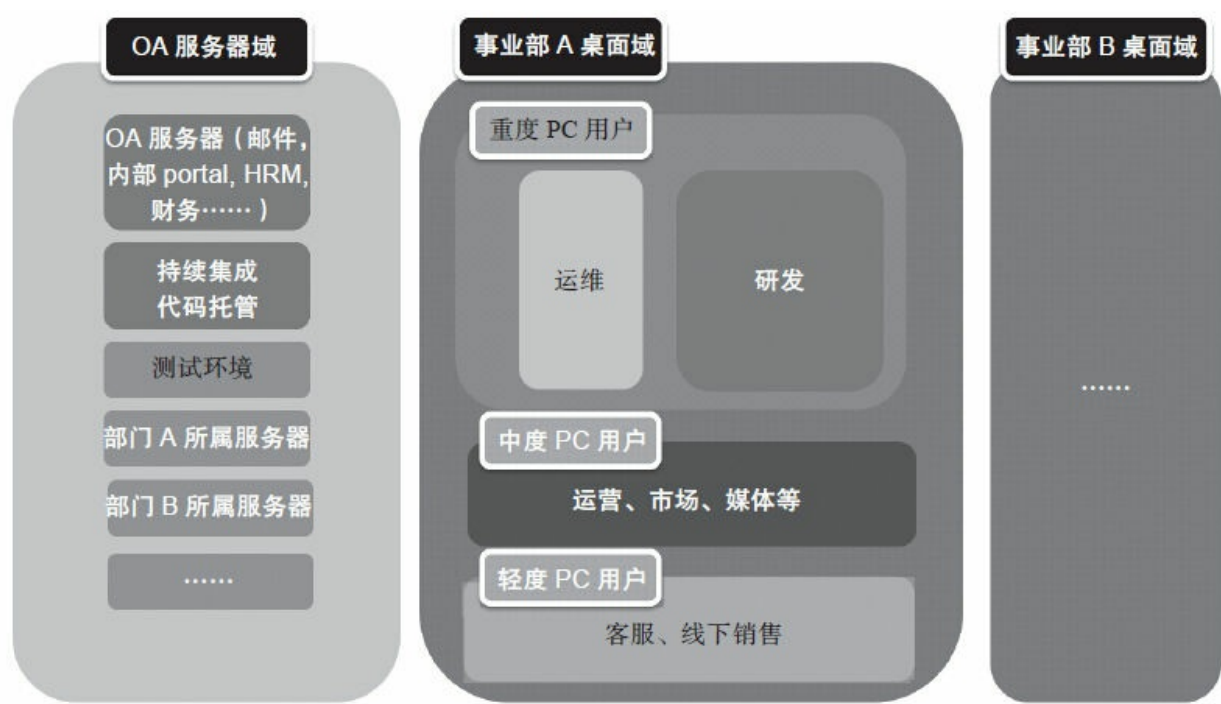 OA 服务器域
OA 服务器（邮件，
内部 portal, HRM,
财务……）
持续集成
代码托管
测试环境
部门 A 所属服务器
部门 B 所属服务器
……
事业部 A 桌面域
重度 PC 用户
运维
研发
中度 PC 用户
运营、市场、媒体等
轻度 PC 用户
客服、线下销售
事业部 B 桌面域
……